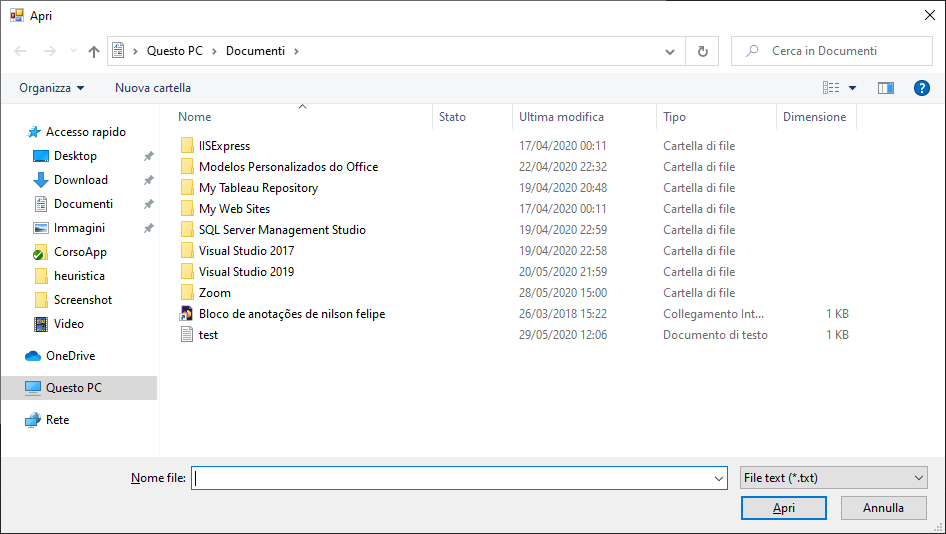 Apri
Questo PC > Documenti >
Cerca in Documenti
Organizza
Nuova cartella
?
Nome Stato Ultima modifica Tipo Dimensione
Accesso rapido
Desktop
Download
Documenti
Immagini
CorsoApp
heuristica
Screenshot
Video
OneDrive
Questo PC
Rete
IISExpress 17/04/2020 00:11 Cartella di file
Modelos Personalizados do Office 22/04/2020 22:32 Cartella di file
My Tableau Repository 19/04/2020 20:48 Cartella di file
My Web Sites 17/04/2020 00:11 Cartella di file
SQL Server Management Studio 19/04/2020 22:59 Cartella di file
Visual Studio 2017 19/04/2020 22:58 Cartella di file
Visual Studio 2019 20/05/2020 21:59 Cartella di file
Zoom 28/05/2020 15:00 Cartella di file
Bloco de anotações de nilson felipe 26/03/2018 15:22 Collegamento Int... 1 KB
test 29/05/2020 12:06 Documento di testo 1 KB
Nome file:
File text (*.txt)
Apri
Annulla